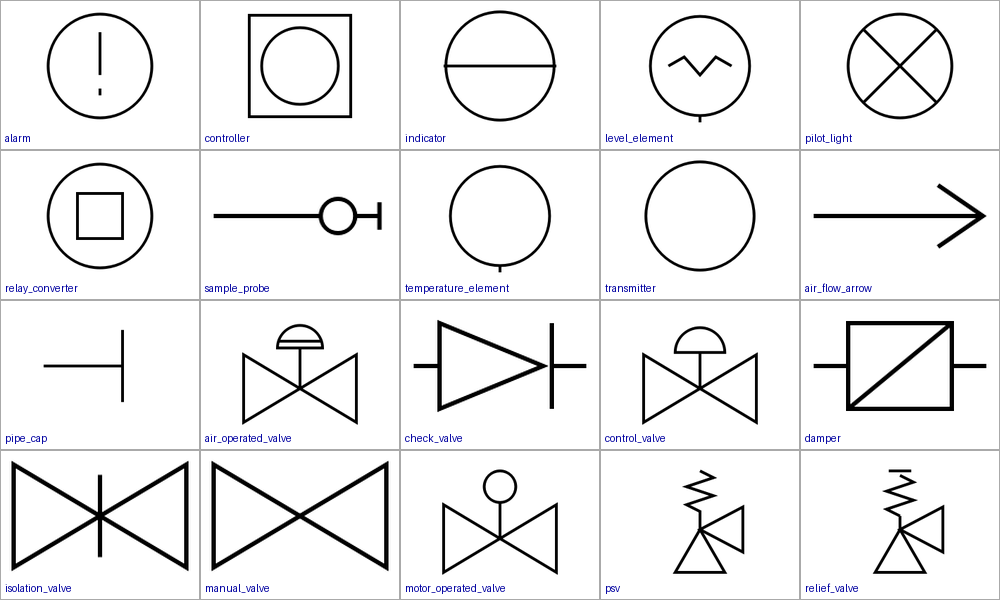 alarm
controller
indicator
level_element
pilot_light
relay_converter
sample_probe
temperature_element
transmitter
air_flow_arrow
pipe_cap
air_operated_valve
check_valve
control_valve
damper
isolation_valve
manual_valve
motor_operated_valve
psv
relief_valve